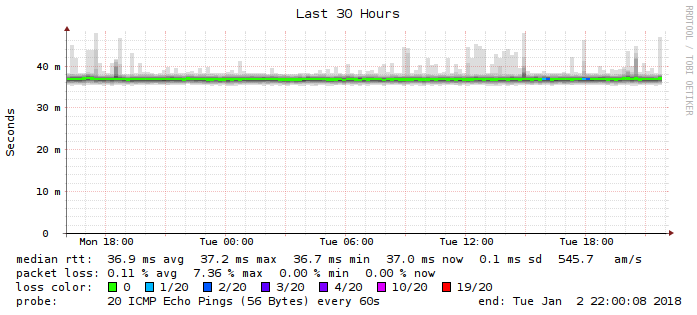 Last 30 Hours
RRDTOOL / TOBI OETIKER
Seconds
40 m
30 m
20 m
10 m
0
Mon 18:00 Tue 00:00 Tue 06:00 Tue 12:00 Tue 18:00
median rtt: 36.9 ms avg 37.2 ms max 36.7 ms min 37.0 ms now 0.1 ms sd 545.7 am/s
packet loss: 0.11 % avg 7.36 % max 0.00 % min 0.00 % now
loss color: 0 1/20 2/20 3/20 4/20 10/20 19/20
probe: 20 ICMP Echo Pings (56 Bytes) every 60s end: Tue Jan 2 22:00:08 2018